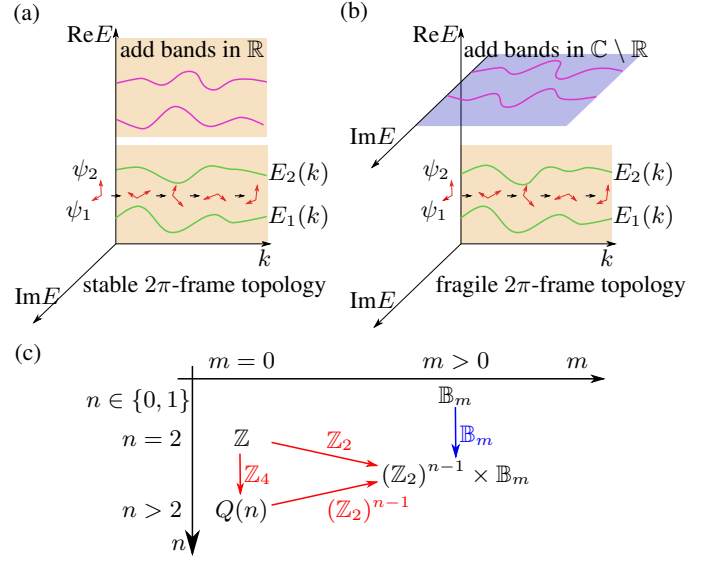 (a)
(b)
ReE
add bands in ℝ
ReE
add bands in ℂ \ ℝ
ImE
ψ₂
E₂(k)
ψ₁
E₁(k)
ψ₂
E₂(k)
ψ₁
E₁(k)
k
k
ImE
stable 2π-frame topology
ImE
fragile 2π-frame topology
(c)
m = 0
m > 0
m
n ∈ {0, 1}
𝔹ₘ
n = 2
ℤ
ℤ₂
𝔹ₘ
ℤ₄
(ℤ₂)ⁿ⁻¹ × 𝔹ₘ
n > 2
Q(n)
(ℤ₂)ⁿ⁻¹
n